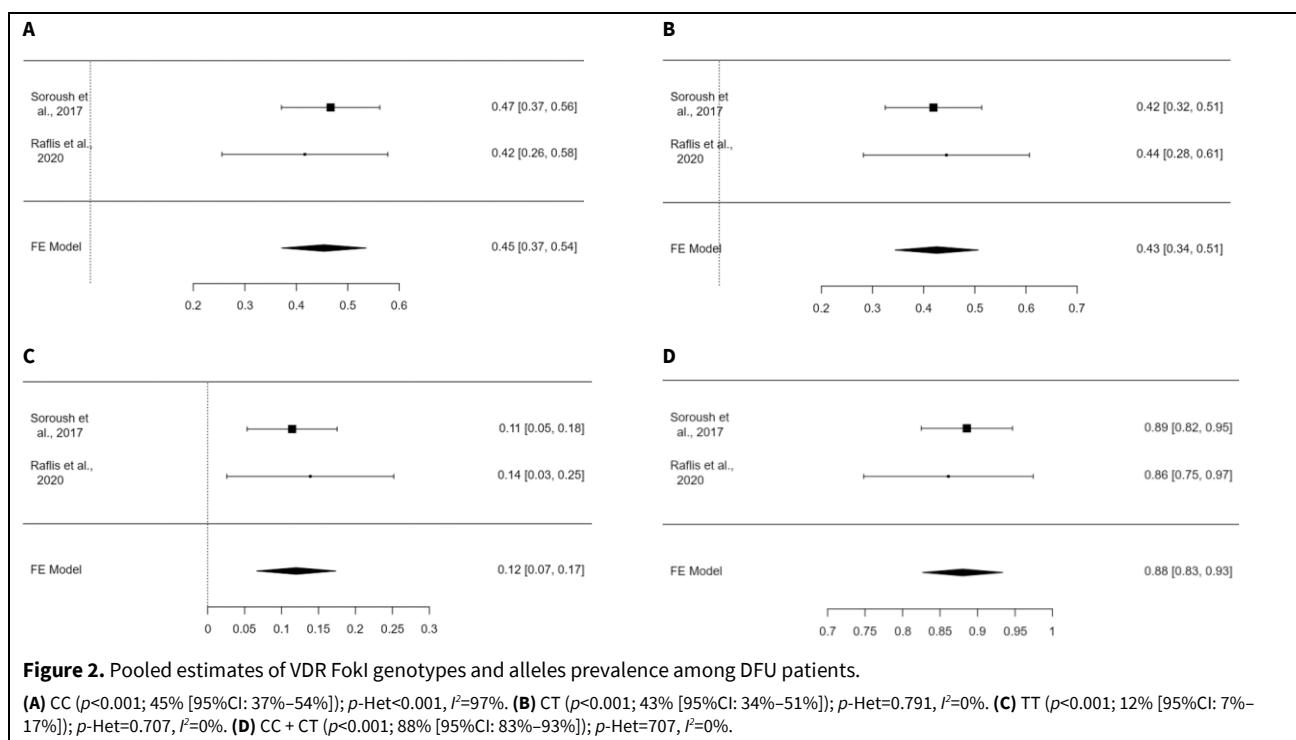 A
Soroush et
al., 2017
0.47 [0.37, 0.56]
Raflis et al.,
2020
0.42 [0.26, 0.58]
FE Model
0.45 [0.37, 0.54]
0.2 0.3 0.4 0.5 0.6
B
Soroush et
al., 2017
0.42 [0.32, 0.51]
Raflis et al.,
2020
0.44 [0.28, 0.61]
FE Model
0.43 [0.34, 0.51]
0.2 0.3 0.4 0.5 0.6 0.7
C
Soroush et
al., 2017
0.11 [0.05, 0.18]
Raflis et al.,
2020
0.14 [0.03, 0.25]
FE Model
0.12 [0.07, 0.17]
0 0.05 0.1 0.15 0.2 0.25 0.3
D
Soroush et
al., 2017
0.89 [0.82, 0.95]
Raflis et al.,
2020
0.86 [0.75, 0.97]
FE Model
0.88 [0.83, 0.93]
0.7 0.75 0.8 0.85 0.9 0.95 1
Figure 2. Pooled estimates of VDR FokI genotypes and alleles prevalence among DFU patients.
(A) CC (p<0.001; 45% [95%CI: 37%–54%]); p-Het<0.001, I²=97%. (B) CT (p<0.001; 43% [95%CI: 34%–51%]); p-Het=0.791, I²=0%. (C) TT (p<0.001; 12% [95%CI: 7%–
17%]); p-Het=0.707, I²=0%. (D) CC + CT (p<0.001; 88% [95%CI: 83%–93%]); p-Het=707, I²=0%.